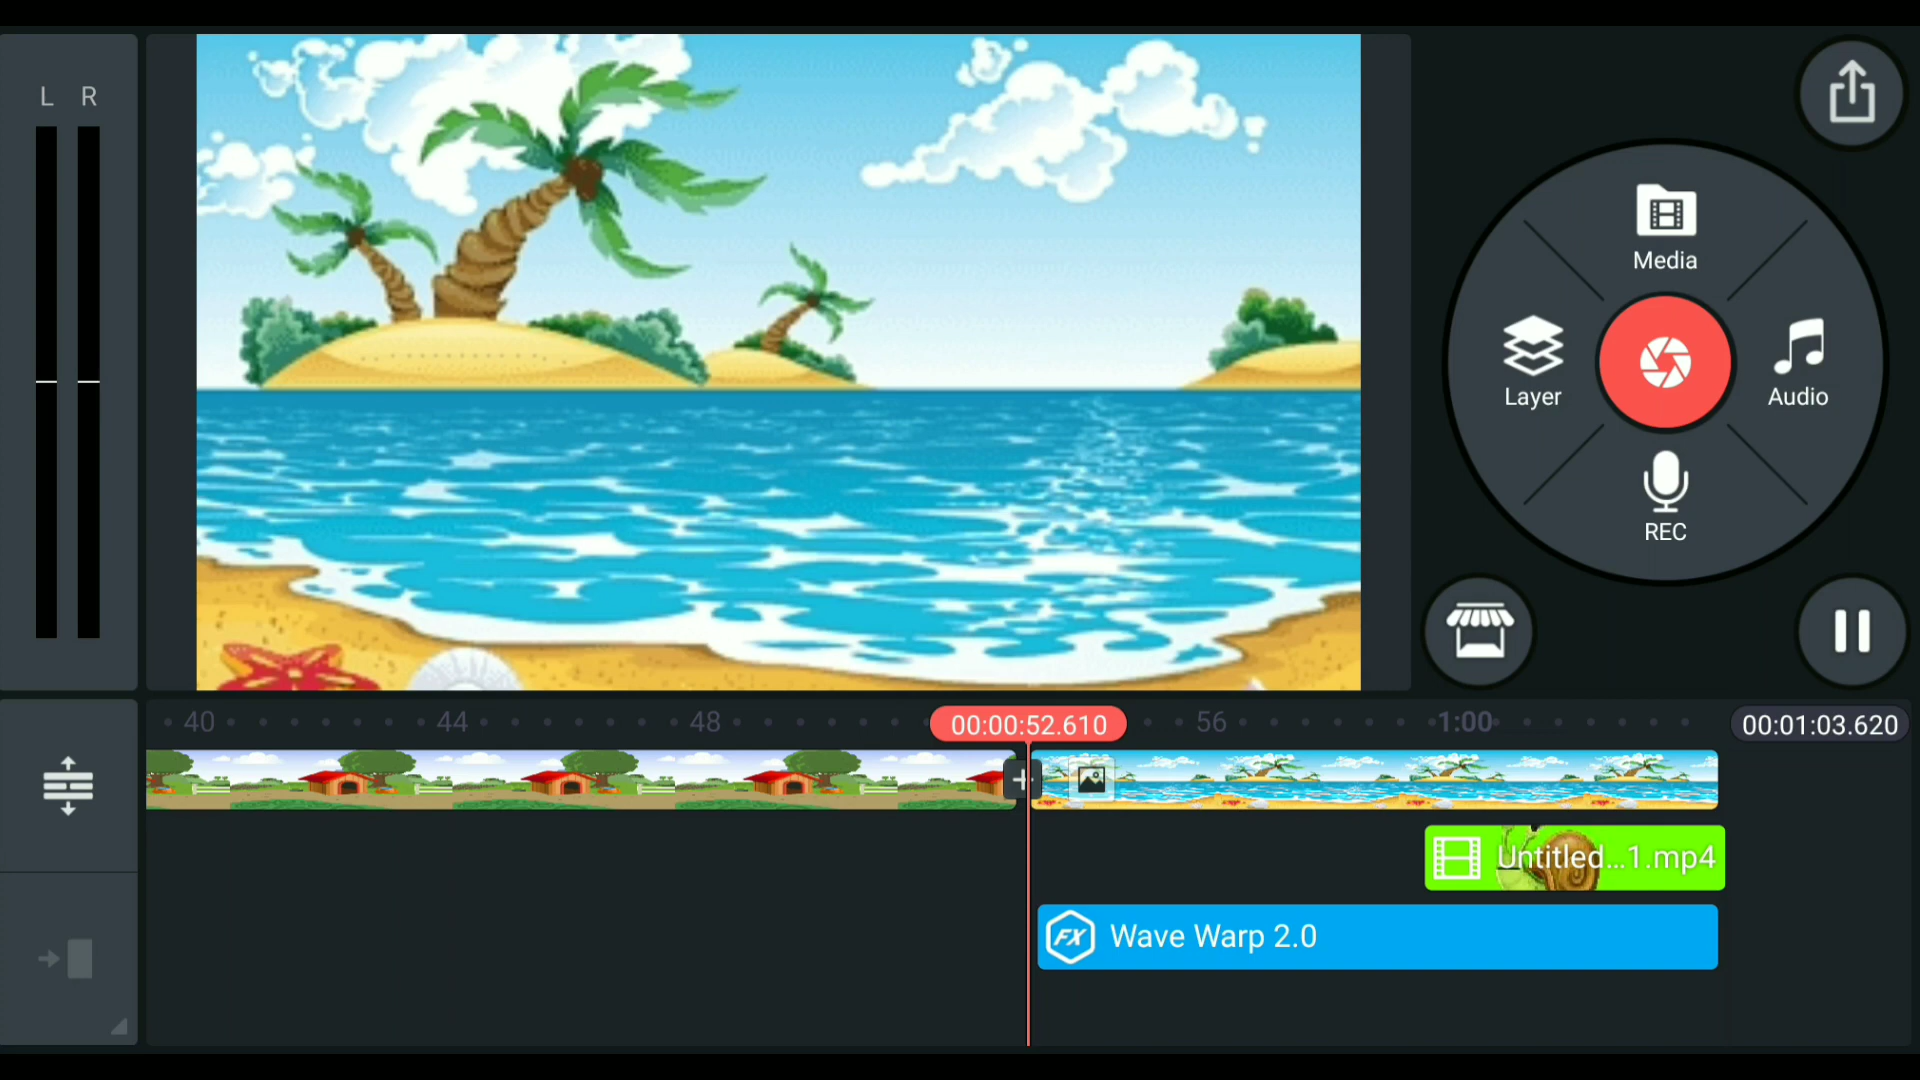 L R
Media
Layer
Audio
REC
40 44 48 00:00:52.610 56 1:00 00:01:03.620
Untitled...1.mp4
FX Wave Warp 2.0